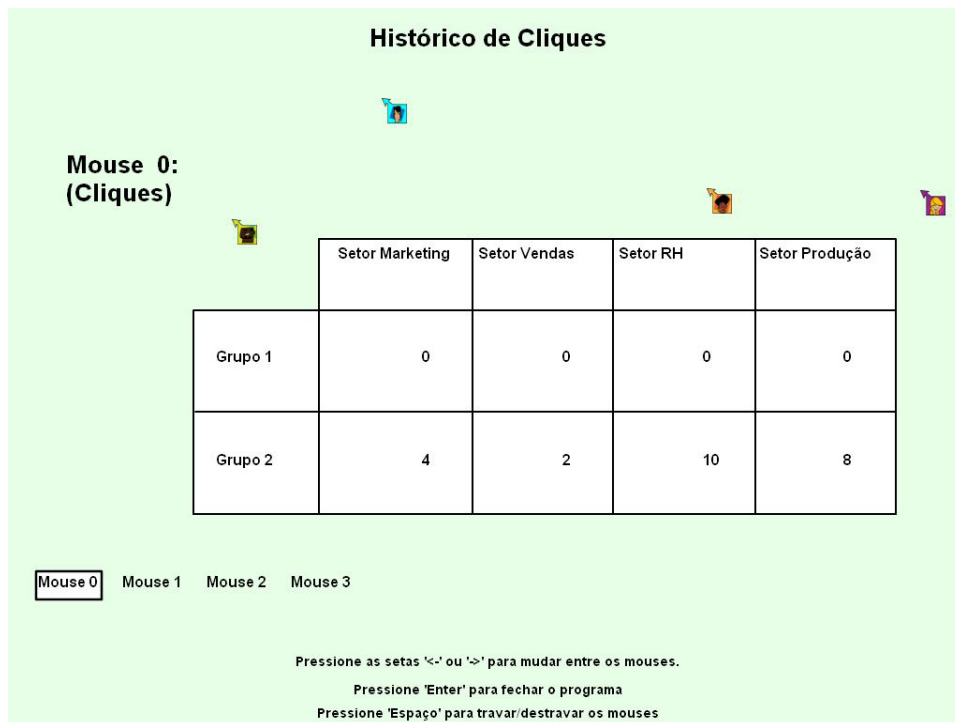 Histórico de Cliques
Mouse 0:
(Cliques)
Setor Marketing Setor Vendas Setor RH Setor Produção
Grupo 1 0 0 0 0
Grupo 2 4 2 10 8
Mouse 0 Mouse 1 Mouse 2 Mouse 3
Pressione as setas '<-' ou '->' para mudar entre os mouses.
Pressione 'Enter' para fechar o programa
Pressione 'Espaço' para travar/destravar os mouses